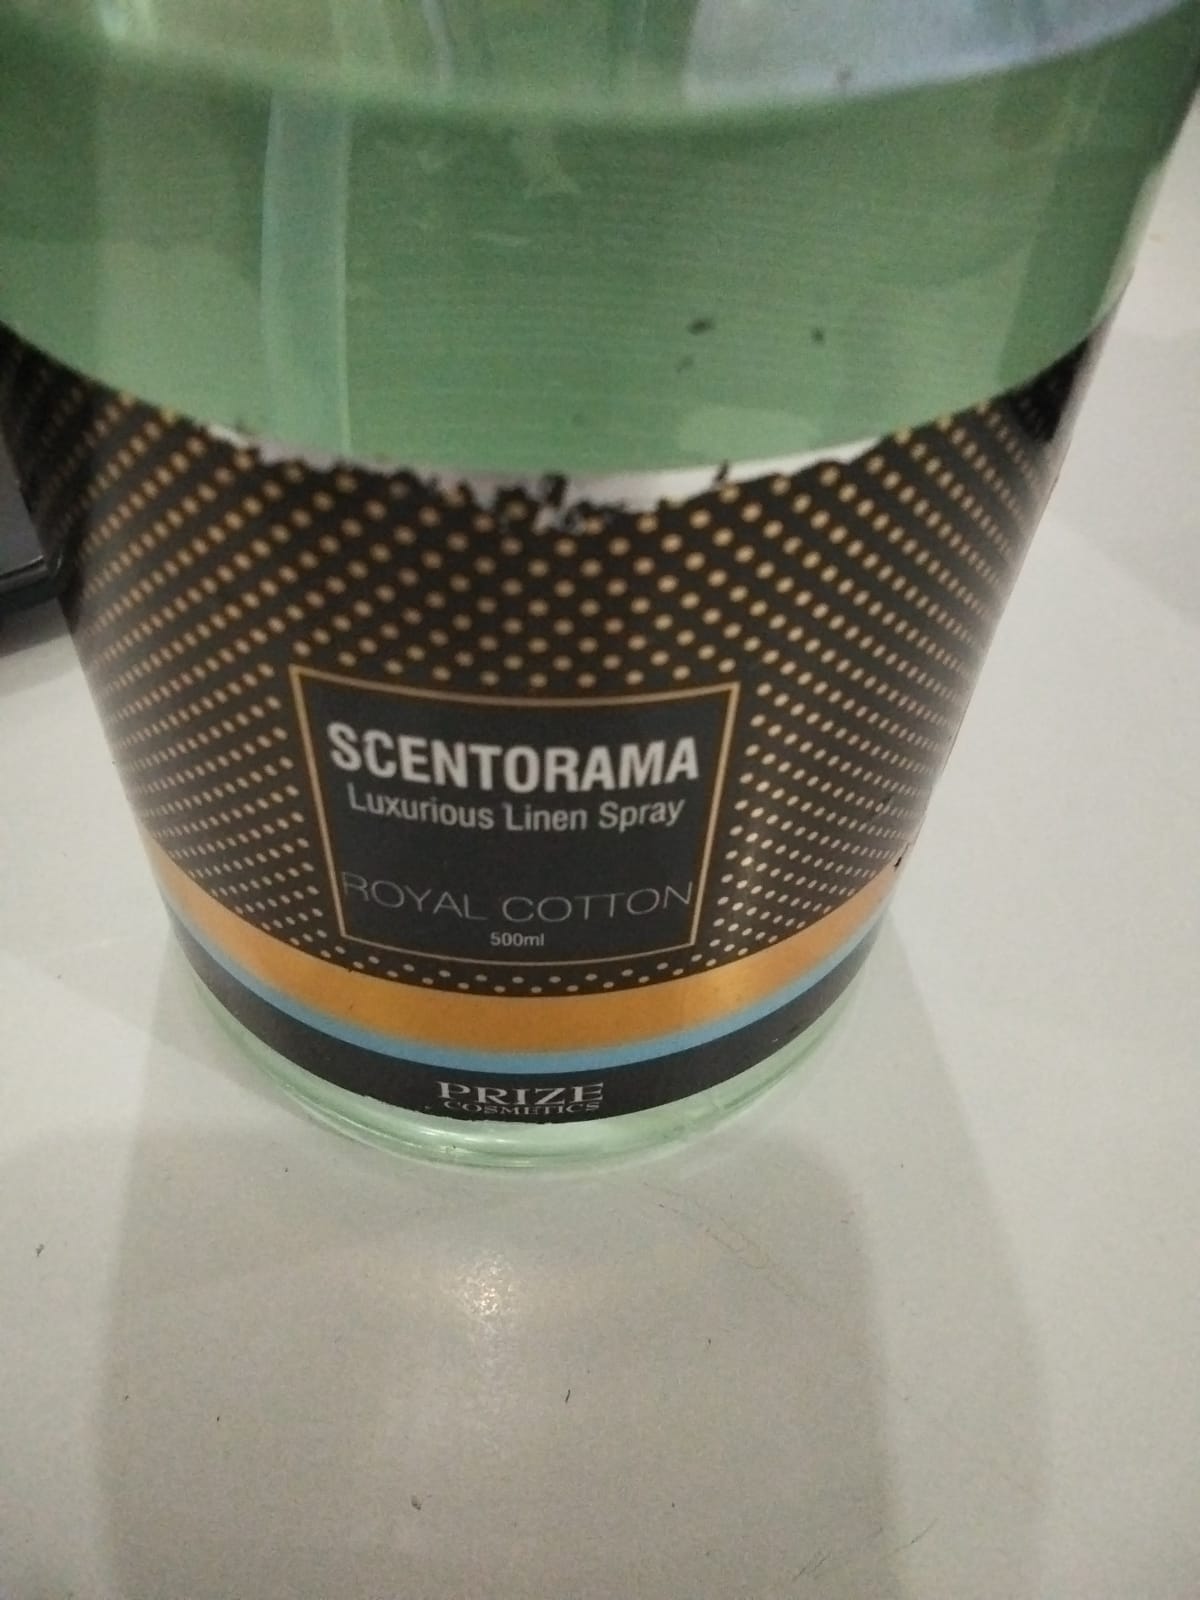 SCENTORAMA
Luxurious Linen Spray
ROYAL COTTON
500ml
PRIZE
COSMETICS